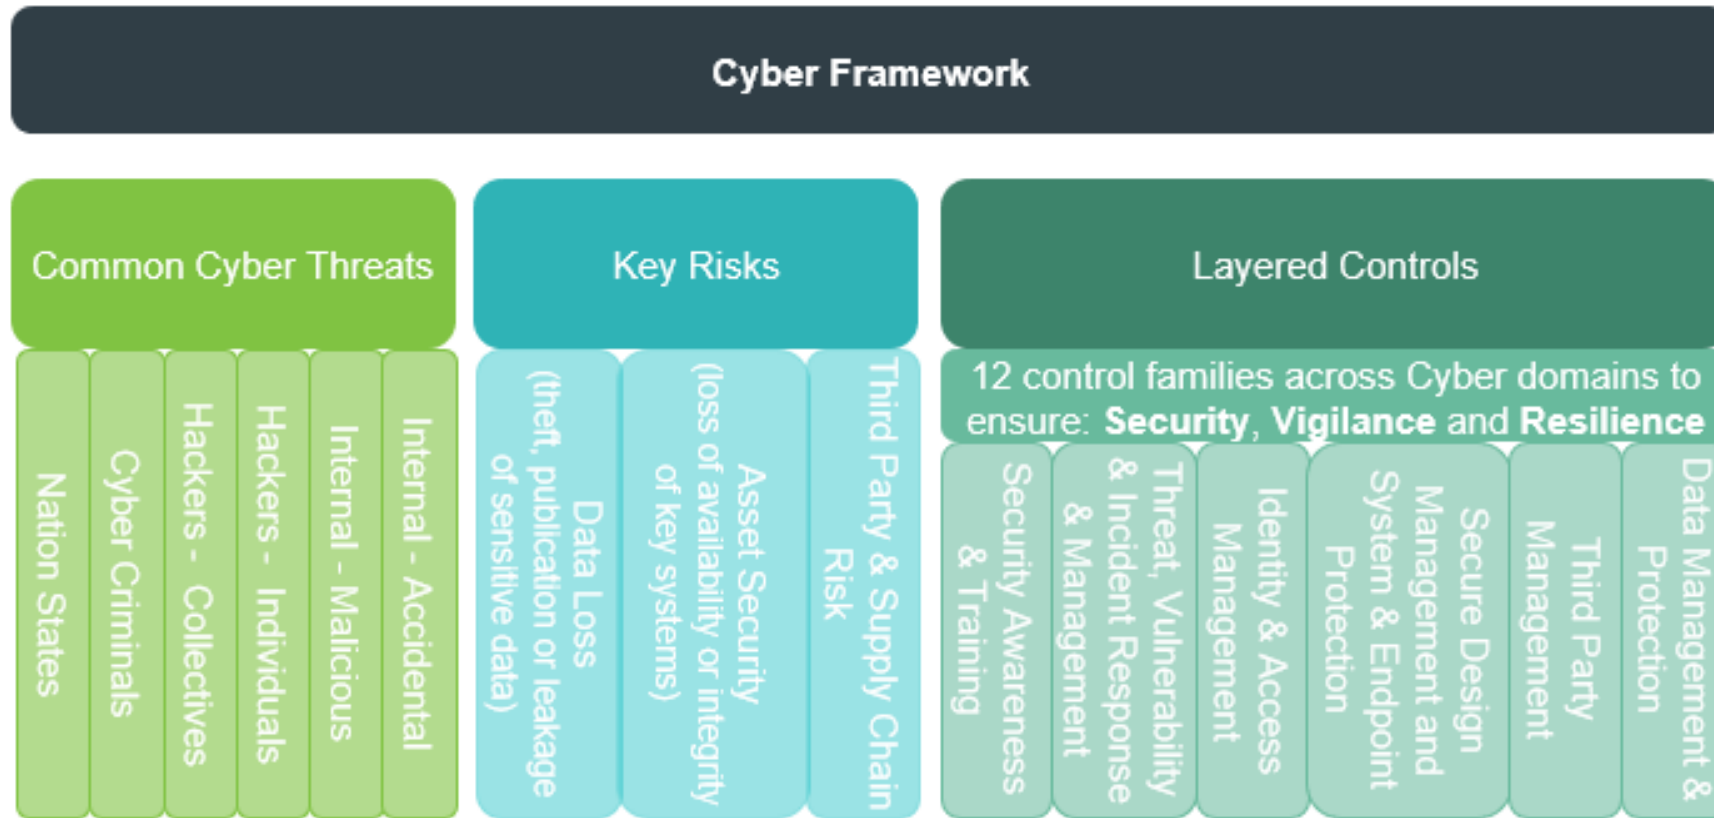 Cyber Framework
Common Cyber Threats
Key Risks
Layered Controls
12 control families across Cyber domains to
ensure: Security, Vigilance and Resilience
Nation States
Cyber Criminals
Hackers - Collectives
Hackers - Individuals
Internal - Malicious
Internal - Accidental
Data Loss
(theft, publication or leakage
of sensitive data)
Asset Security
(loss of availability or integrity
of key systems)
Third Party & Supply Chain
Risk
Security Awareness
& Training
Threat, Vulnerability
& Incident Response
& Management
Identity & Access
Management
Secure Design
Management and
System & Endpoint
Protection
Third Party
Management
Data Management &
Protection